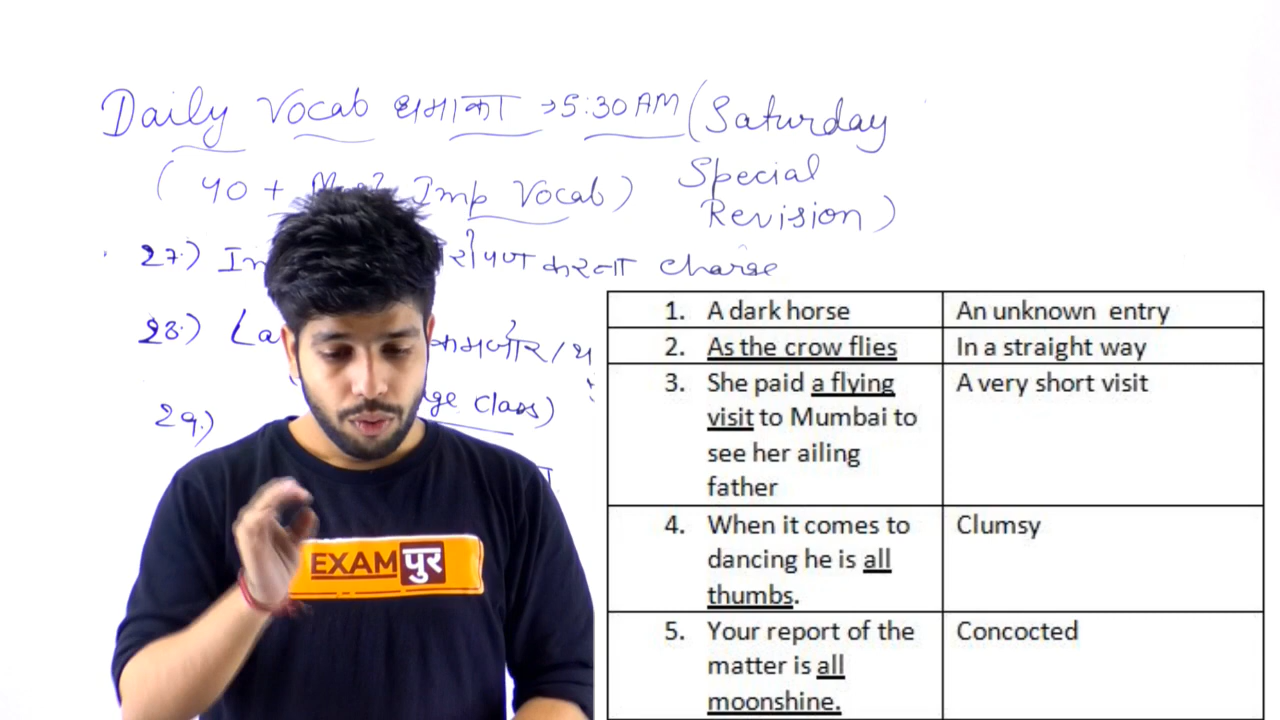 Daily Vocab धमाका →5:30AM (Saturday
(40+ Imp Vocab) Special
Revision)
27.) करना charge
28.) La
29.) class)
EXAMपुर
1. A dark horse An unknown entry
2. As the crow flies In a straight way
3. She paid a flying A very short visit
visit to Mumbai to
see her ailing
father
4. When it comes to Clumsy
dancing he is all
thumbs.
5. Your report of the Concocted
matter is all
moonshine.